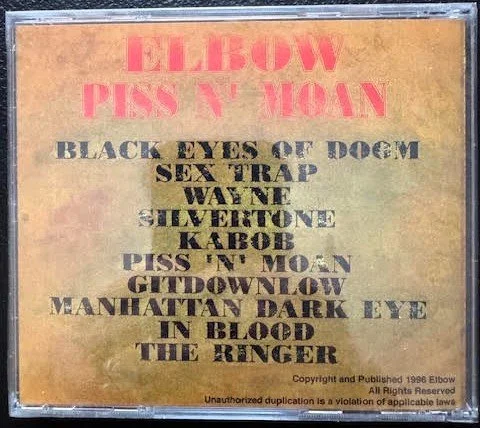 ELBOW
PISS N' MOAN
BLACK EYES OF DOOM
SEX TRAP
WAYNE
SILVERTONE
KABOB
PISS 'N' MOAN
GITDOWNLOW
MANHATTAN DARK EYE
IN BLOOD
THE RINGER
Copyright and Published 1996 Elbow
All Rights Reserved
Unauthorized duplication is a violation of applicable laws